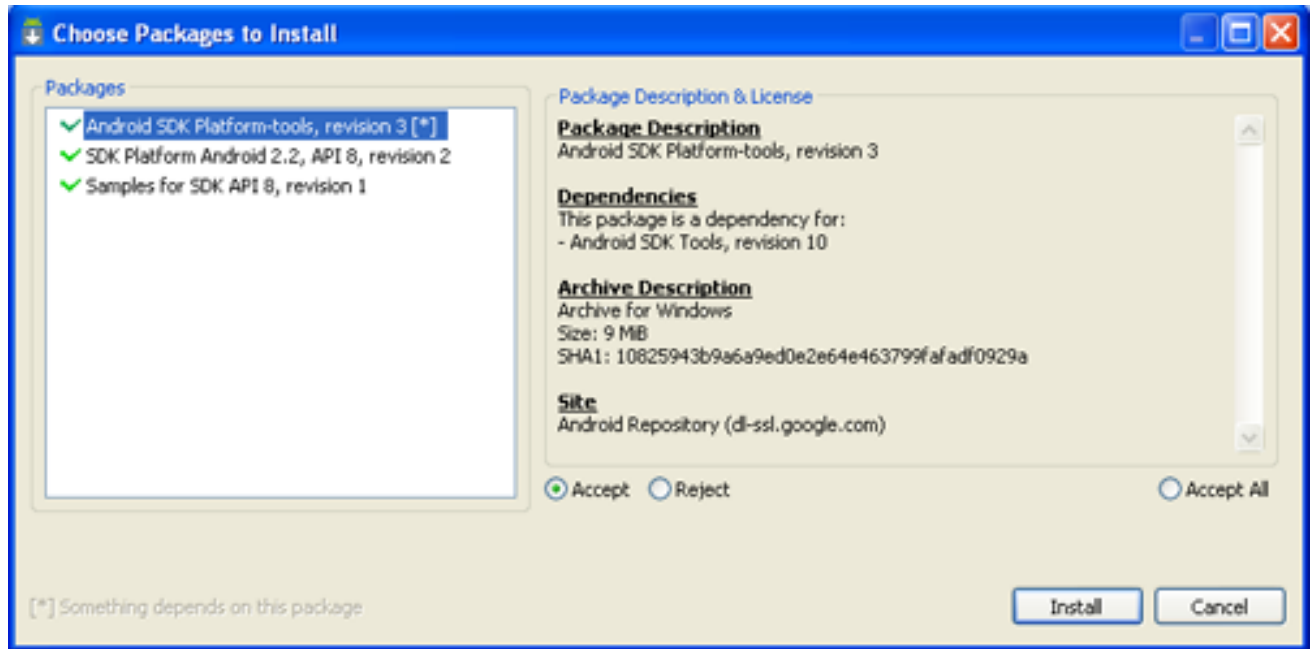 Choose Packages to Install
Packages
Android SDK Platform-tools, revision 3 [*]
SDK Platform Android 2.2, API 8, revision 2
Samples for SDK API 8, revision 1
Package Description & License
Package Description
Android SDK Platform-tools, revision 3
Dependencies
This package is a dependency for:
- Android SDK Tools, revision 10
Archive Description
Archive for Windows
Size: 9 MiB
SHA1: 10825943b9a6a9ed0e2e64e463799fafadf0929a
Site
Android Repository (dl-ssl.google.com)
Accept Reject Accept All
[*] Something depends on this package
Install Cancel